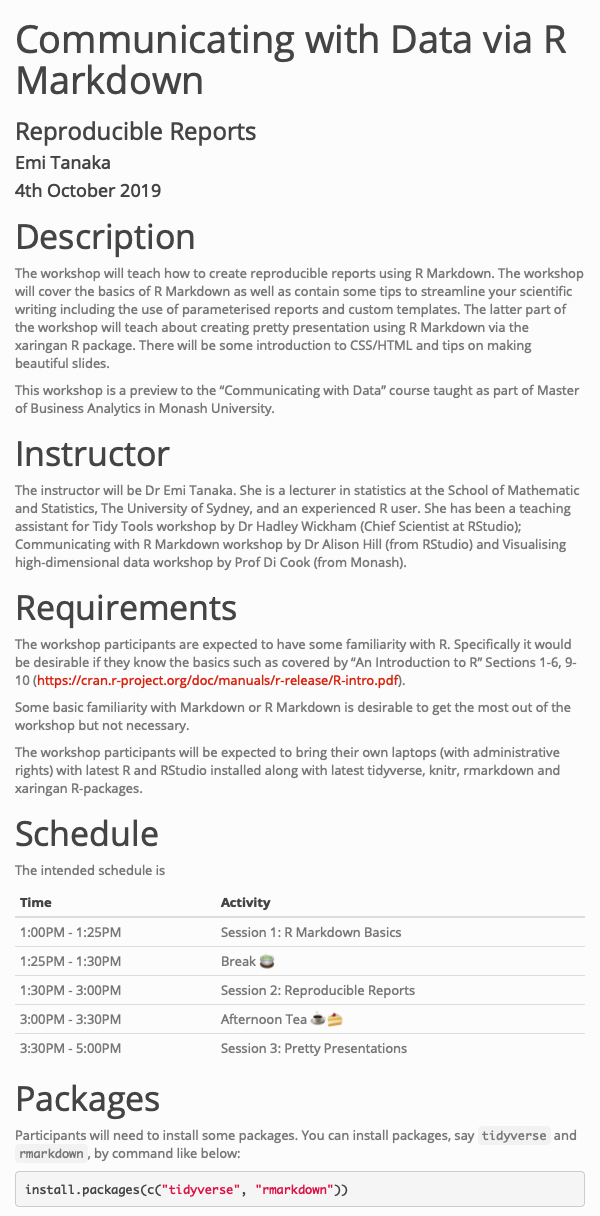 Communicating with Data via R
Markdown
Reproducible Reports
Emi Tanaka
4th October 2019
Description
The workshop will teach how to create reproducible reports using R Markdown. The workshop
will cover the basics of R Markdown as well as contain some tips to streamline your scientific
writing including the use of parameterised reports and custom templates. The latter part of
the workshop will teach about creating pretty presentation using R Markdown via the
xaringan R package. There will be some introduction to CSS/HTML and tips on making
beautiful slides.
This workshop is a preview to the “Communicating with Data” course taught as part of Master
of Business Analytics in Monash University.
Instructor
The instructor will be Dr Emi Tanaka. She is a lecturer in statistics at the School of Mathematic
and Statistics, The University of Sydney, and an experienced R user. She has been a teaching
assistant for Tidy Tools workshop by Dr Hadley Wickham (Chief Scientist at RStudio);
Communicating with R Markdown workshop by Dr Alison Hill (from RStudio) and Visualising
high-dimensional data workshop by Prof Di Cook (from Monash).
Requirements
The workshop participants are expected to have some familiarity with R. Specifically it would
be desirable if they know the basics such as covered by “An Introduction to R” Sections 1-6, 9-
10 (https://cran.r-project.org/doc/manuals/r-release/R-intro.pdf).
Some basic familiarity with Markdown or R Markdown is desirable to get the most out of the
workshop but not necessary.
The workshop participants will be expected to bring their own laptops (with administrative
rights) with latest R and RStudio installed along with latest tidyverse, knitr, rmarkdown and
xaringan R-packages.
Schedule
The intended schedule is
Time Activity
1:00PM - 1:25PM Session 1: R Markdown Basics
1:25PM - 1:30PM Break 🍵
1:30PM - 3:00PM Session 2: Reproducible Reports
3:00PM - 3:30PM Afternoon Tea ☕🍰
3:30PM - 5:00PM Session 3: Pretty Presentations
Packages
Participants will need to install some packages. You can install packages, say tidyverse and
rmarkdown, by command like below:
install.packages(c("tidyverse", "rmarkdown"))